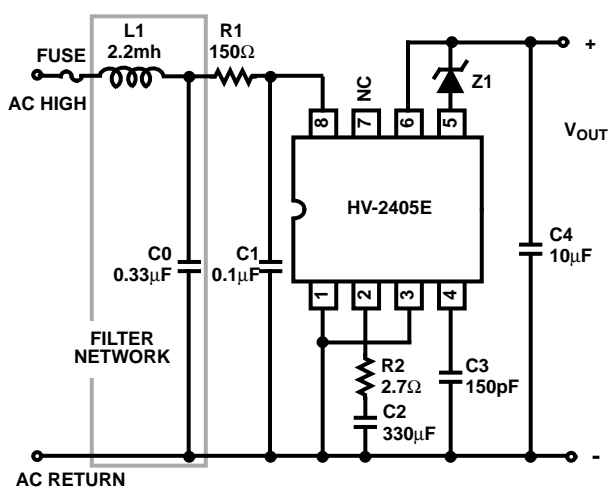 L1
2.2mh
R1
150Ω
FUSE
AC HIGH
NC
8
7
6
5
Z1
+
VOUT
HV-2405E
C0
0.33μF
C1
0.1μF
C4
10μF
1
2
3
4
FILTER
NETWORK
R2
2.7Ω
C2
330μF
C3
150pF
AC RETURN
-